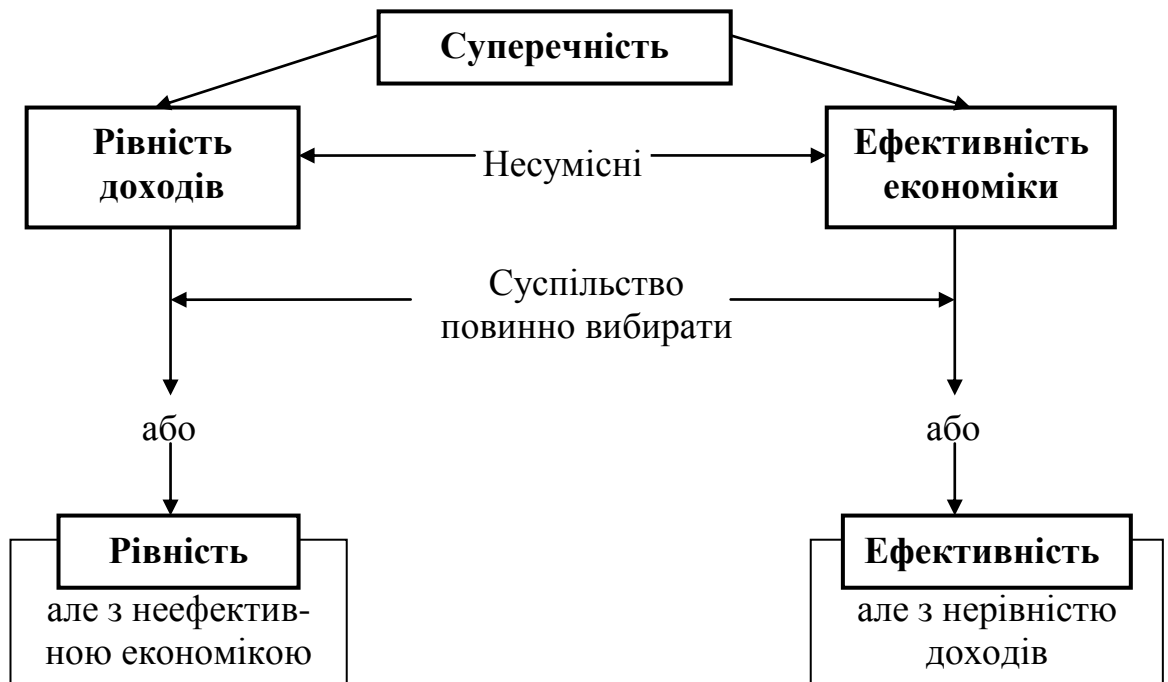 Суперечність
Рівність
доходів
Несумісні
Ефективність
економіки
Суспільство
повинно вибирати
або
або
Рівність
але з неефектив-
ною економікою
Ефективність
але з нерівністю
доходів